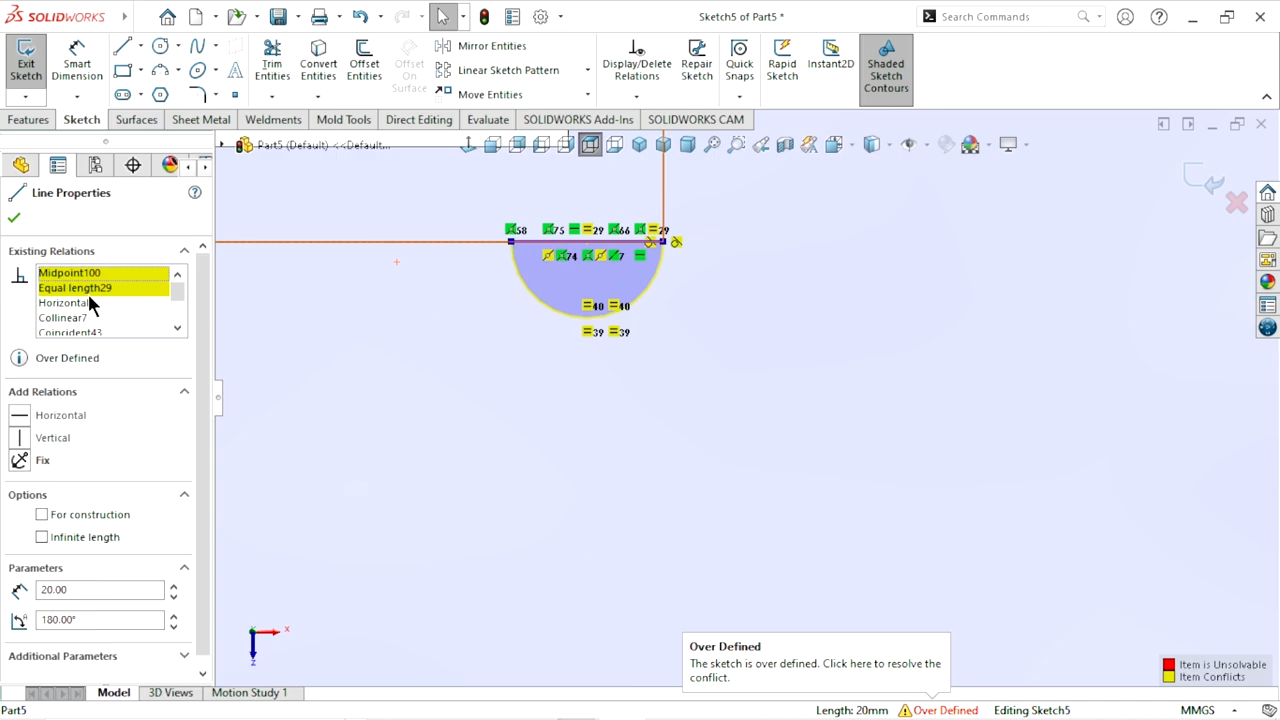 SOLIDWORKS
Sketch5 of Part5 *
Search Commands
Exit Sketch
Smart Dimension
Trim Entities
Convert Entities
Offset Entities
Offset On Surface
Mirror Entities
Linear Sketch Pattern
Move Entities
Display/Delete Relations
Repair Sketch
Quick Snaps
Rapid Sketch
Instant2D
Shaded Sketch Contours
Features
Sketch
Surfaces
Sheet Metal
Weldments
Mold Tools
Direct Editing
Evaluate
SOLIDWORKS Add-Ins
SOLIDWORKS CAM
Part5 (Default) <<Default...
Line Properties
Existing Relations
Midpoint100
Equal length29
Horizontal
Collinear7
Coincident43
Over Defined
Add Relations
Horizontal
Vertical
Fix
Options
For construction
Infinite length
Parameters
20.00
180.00°
Additional Parameters
58 75 29 66 29
74 7
40 40
39 39
x
z
Over Defined
The sketch is over defined. Click here to resolve the
conflict.
Item is Unsolvable
Item Conflicts
Model 3D Views Motion Study 1
Part5
Length: 20mm
Over Defined
Editing Sketch5
MMGS